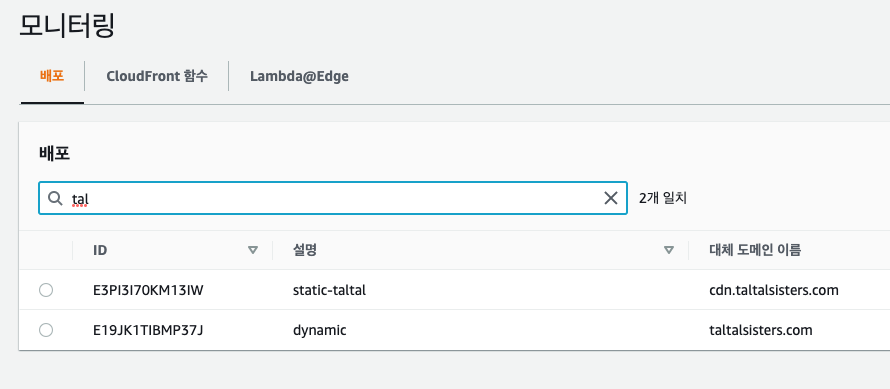 모니터링
배포 CloudFront 함수 Lambda@Edge
배포
tal 2개 일치
ID 설명 대체 도메인 이름
E3PI3I70KM13IW static-taltal cdn.taltalsisters.com
E19JK1TIBMP37J dynamic taltalsisters.com